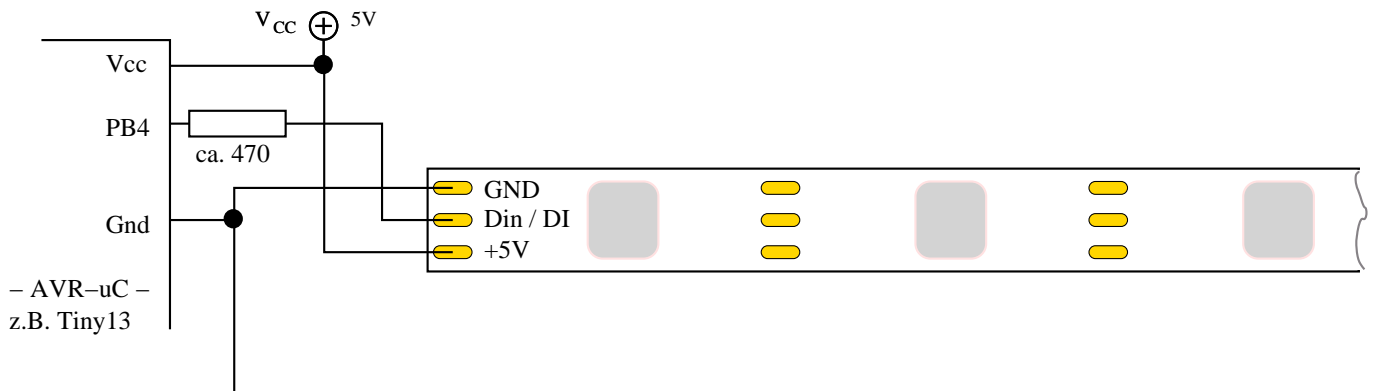 VCC 5V
Vcc
PB4
ca. 470
GND
Din / DI
Gnd
+5V
– AVR–uC –
z.B. Tiny13